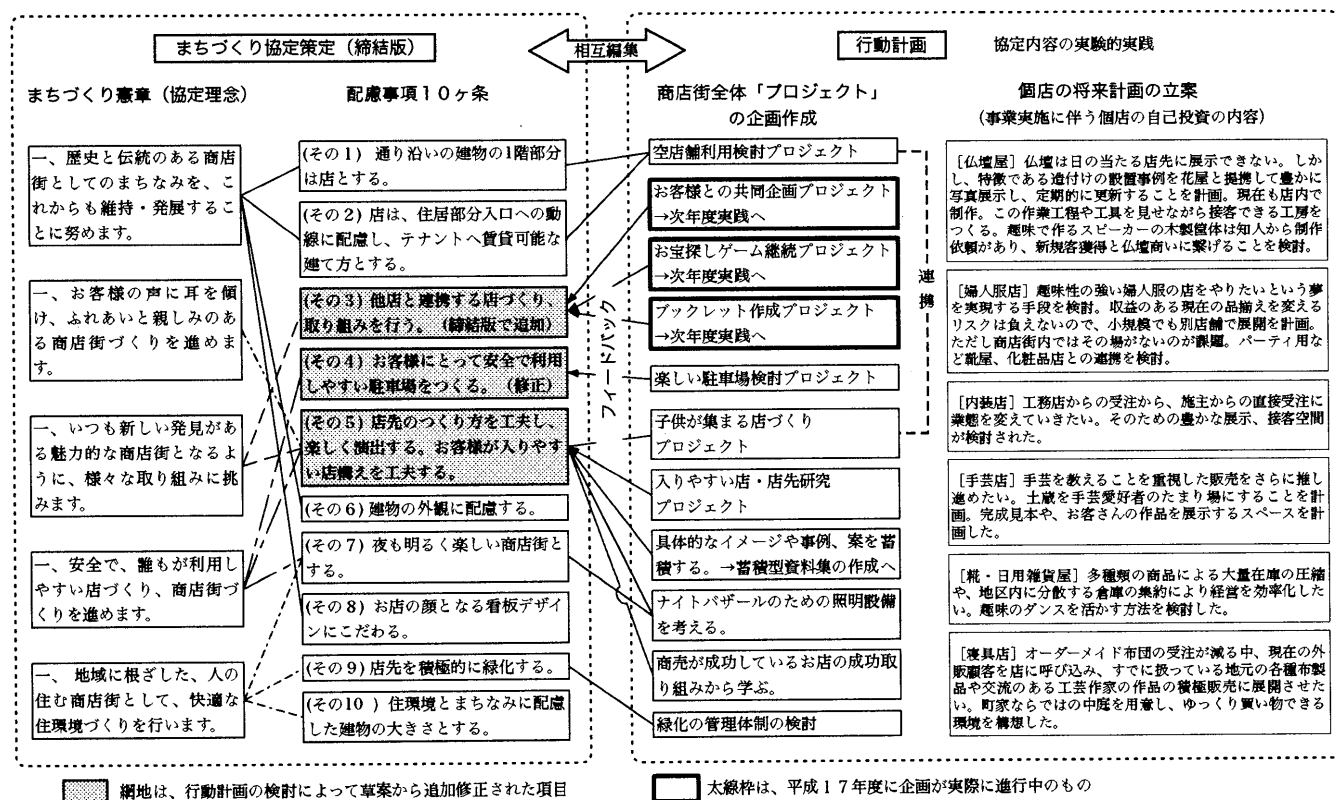 まちづくり協定策定（締結版）
相互編集
行動計画
協定内容の実験的実践
まちづくり憲章（協定理念）
配慮事項１０ヶ条
商店街全体「プロジェクト」
の企画作成
個店の将来計画の立案
（事業実施に伴う個店の自己投資の内容）
一、歴史と伝統のある商店
街としてのまちなみを、こ
れからも維持・発展するこ
とに努めます。
一、お客様の声に耳を傾
け、ふれあいと親しみのあ
る商店街づくりを進めま
す。
一、いつも新しい発見があ
る魅力的な商店街となるよ
うに、様々な取り組みに挑
みます。
一、安全で、誰もが利用し
やすい店づくり、商店街づ
くりを進めます。
一、 地域に根ざした、人の
住む商店街として、快適な
住環境づくりを行います。
(その１) 通り沿いの建物の1階部分
は店とする。
(その２) 店は、住居部分入口への動
線に配慮し、テナントへ賃貸可能な
建て方とする。
(その３) 他店と連携する店づくり、
取り組みを行う。（締結版で追加）
(その４) お客様にとって安全で利用
しやすい駐車場をつくる。（修正）
(その５) 店先のつくり方を工夫し、
楽しく演出する。お客様が入りやす
い店構えを工夫する。
(その６) 建物の外観に配慮する。
(その７) 夜も明るく楽しい商店街と
する。
(その８) お店の顔となる看板デザイ
ンにこだわる。
(その９) 店先を積極的に緑化する。
(その10 ) 住環境とまちなみに配慮
した建物の大きさとする。
フィードバック
空店舗利用検討プロジェクト
お客様との共同企画プロジェクト
→次年度実践へ
お宝探しゲーム継続プロジェクト
→次年度実践へ
ブックレット作成プロジェクト
→次年度実践へ
楽しい駐車場検討プロジェクト
子供が集まる店づくり
プロジェクト
入りやすい店・店先研究
プロジェクト
具体的なイメージや事例、案を蓄
積する。→蓄積型資料集の作成へ
ナイトバザールのための照明設備
を考える。
商売が成功しているお店の成功取
り組みから学ぶ。
緑化の管理体制の検討
連携
［仏壇屋］仏壇は日の当たる店先に展示できない。しか
し、特徴である造付けの設置事例を花屋と提携して豊かに
写真展示し、定期的に更新することを計画。現在も店内で
制作。この作業工程や工具を見せながら接客できる工房を
つくる。趣味で作るスピーカーの木製筐体は知人から制作
依頼があり、新規客獲得と仏壇商いに繋げることを検討。
［婦人服店］趣味性の強い婦人服の店をやりたいという夢
を実現する手段を検討。収益のある現在の品揃えを変える
リスクは負えないので、小規模でも別店舗で展開を計画。
ただし商店街内ではその場がないのが課題。パーティ用な
ど靴屋、化粧品店との連携を検討。
［内装店］工務店からの受注から、施主からの直接受注に
業態を変えていきたい。そのための豊かな展示、接客空間
が検討された。
［手芸店］手芸を教えることを重視した販売をさらに推し
進めたい。土蔵を手芸愛好者のたまり場にすることを計
画。完成見本や、お客さんの作品を展示するスペースを計
画した。
［糀・日用雑貨屋］多種類の商品による大量在庫の圧縮
や、地区内に分散する倉庫の集約により経営を効率化した
い。趣味のダンスを活かす方法を検討した。
［寝具店］オーダーメイド布団の受注が減る中、現在の外
販顧客を店に呼び込み、すでに扱っている地元の各種布製
品や交流のある工芸作家の作品の積極販売に展開させた
い。町家ならではの中庭を用意し、ゆっくり買い物できる
環境を構想した。
網地は、行動計画の検討によって草案から追加修正された項目
太線枠は、平成１７年度に企画が実際に進行中のもの